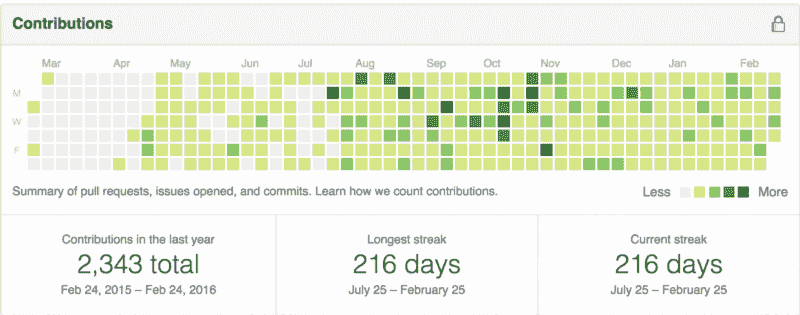 Contributions
Mar Apr May Jun Jul Aug Sep Oct Nov Dec Jan Feb
M
W
F
Summary of pull requests, issues opened, and commits. Learn how we count contributions.
Less More
Contributions in the last year
2,343 total
Feb 24, 2015 – Feb 24, 2016
Longest streak
216 days
July 25 – February 25
Current streak
216 days
July 25 – February 25